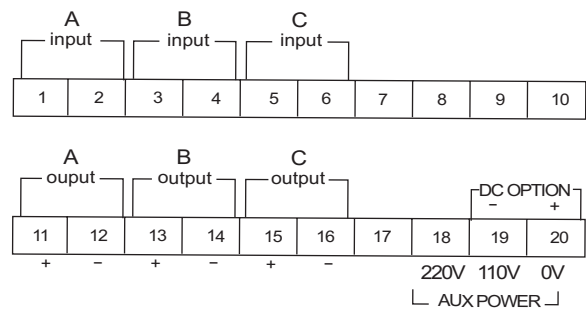 A B C
input input input
1 2 3 4 5 6 7 8 9 10
A B C
ouput output output DC OPTION
− +
11 12 13 14 15 16 17 18 19 20
+ − + − + − 220V 110V 0V
AUX POWER